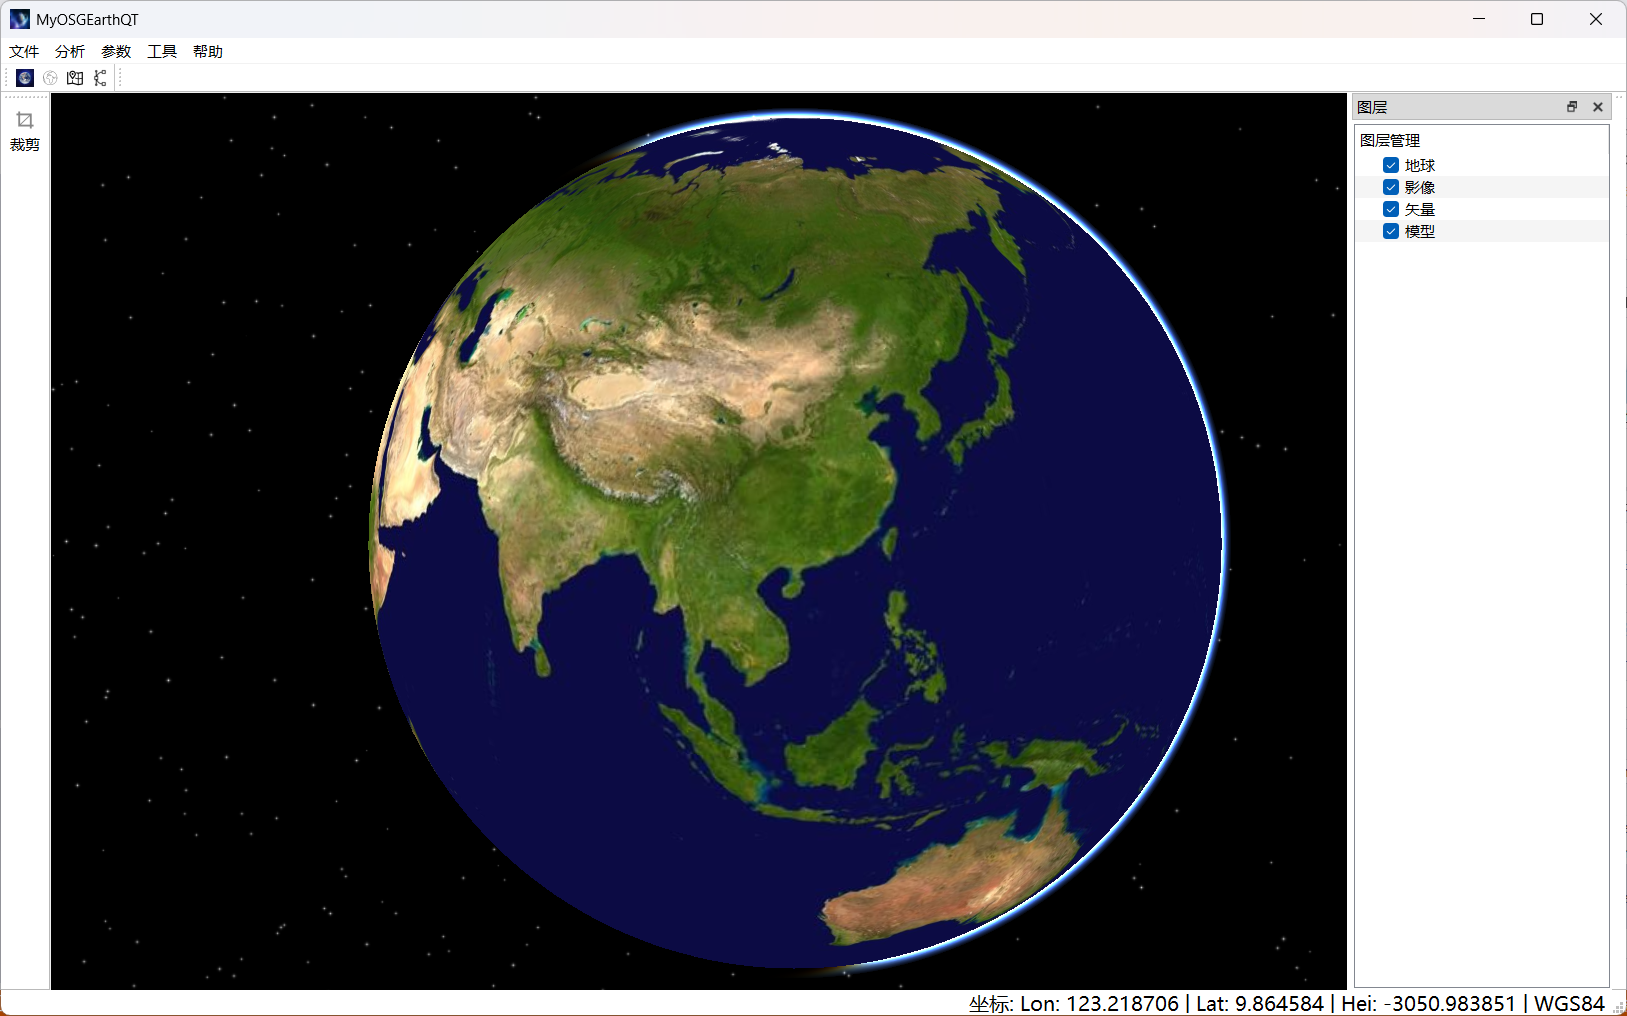 MyOSGEarthQT
文件 分析 参数 工具 帮助
裁剪
图层
图层管理
地球
影像
矢量
模型
坐标: Lon: 123.218706 | Lat: 9.864584 | Hei: -3050.983851 | WGS84